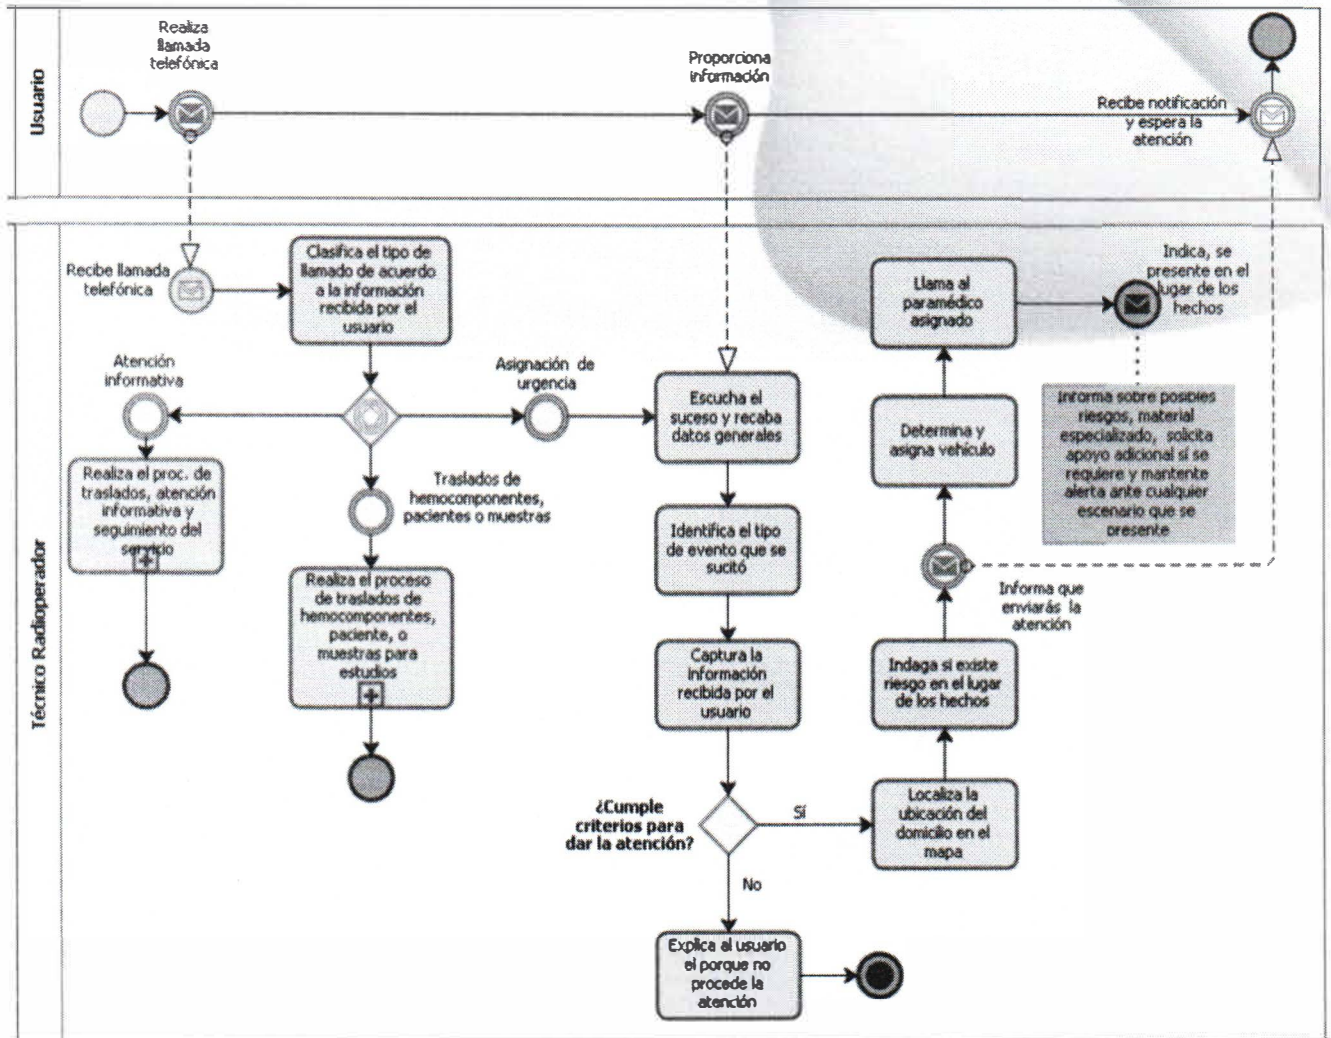 Usuario
Realiza
llamada
telefónica
Proporciona
información
Recibe notificación
y espera la
atención
Técnico Radioperador
Recibe llamada
telefónica
Clasifica el tipo de
llamado de acuerdo
a la información
recibida por el
usuario
Atención
informativa
Realiza el proc. de
traslados, atención
informativa y
seguimiento del
servicio
Traslados de
hemocomponentes,
pacientes o muestras
Realiza el proceso
de traslados de
hemocomponentes,
paciente, o
muestras para
estudios
Asignación de
urgencia
Escucha el
suceso y recaba
datos generales
Identifica el tipo
de evento que se
sucitó
Captura la
información
recibida por el
usuario
¿Cumple
criterios para
dar la atención?
Sí
No
Explica al usuario
el porque no
procede la
atención
Localiza la
ubicación del
domicilio en el
mapa
Indaga si existe
riesgo en el lugar
de los hechos
Informa que
enviarás la
atención
Determina y
asigna vehículo
Llama al
paramédico
asignado
Indica, se
presente en el
lugar de los
hechos
Informa sobre posibles
riesgos, material
especializado, solicita
apoyo adicional sí se
requiere y mantente
alerta ante cualquier
escenario que se
presente